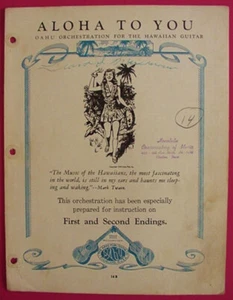 ALOHA TO YOU
OAHU ORCHESTRATION FOR THE HAWAIIAN GUITAR
14
Honolulu
"The Music of the Hawaiians, the most fascinating
in the world, is still in my ears and haunts me sleep-
ing and waking."—Mark Twain
This orchestration has been especially
prepared for instruction on
First and Second Endings.